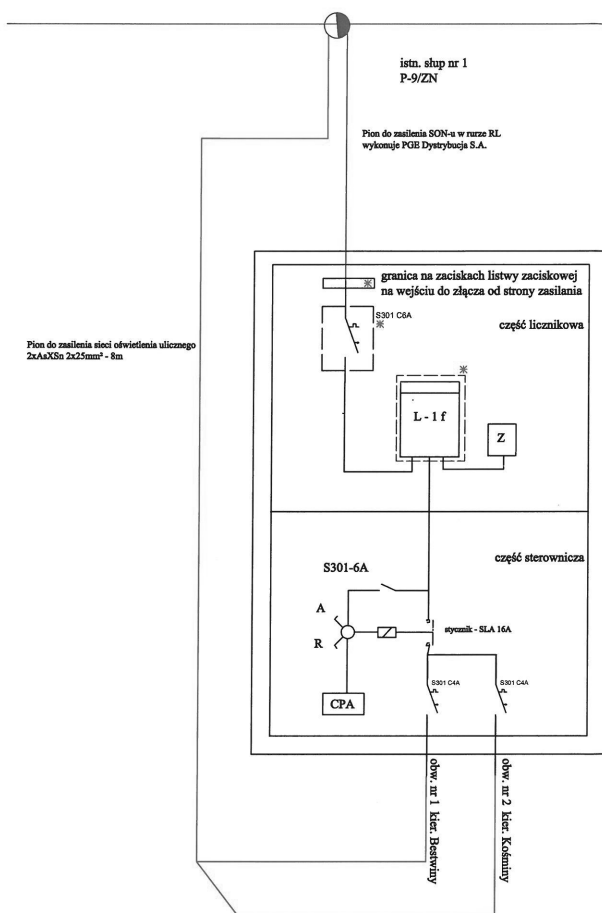 istn. słup nr 1
P-9/ZN
Pion do zasilenia SON-u w rurze RL
wykonuje PGE Dystrybucja S.A.
granica na zaciskach listwy zaciskowej
na wejściu do złącza od strony zasilania
S301 C6A
część licznikowa
Pion do zasilenia sieci oświetlenia ulicznego
2xAsXSn 2x25mm² - 8m
L - 1 f
Z
część sterownicza
S301-6A
A
R
stycznik - SLA 16A
CPA
S301 C4A
S301 C4A
obw. nr 1 kier. Bestwiny
obw. nr 2 kier. Kośminy